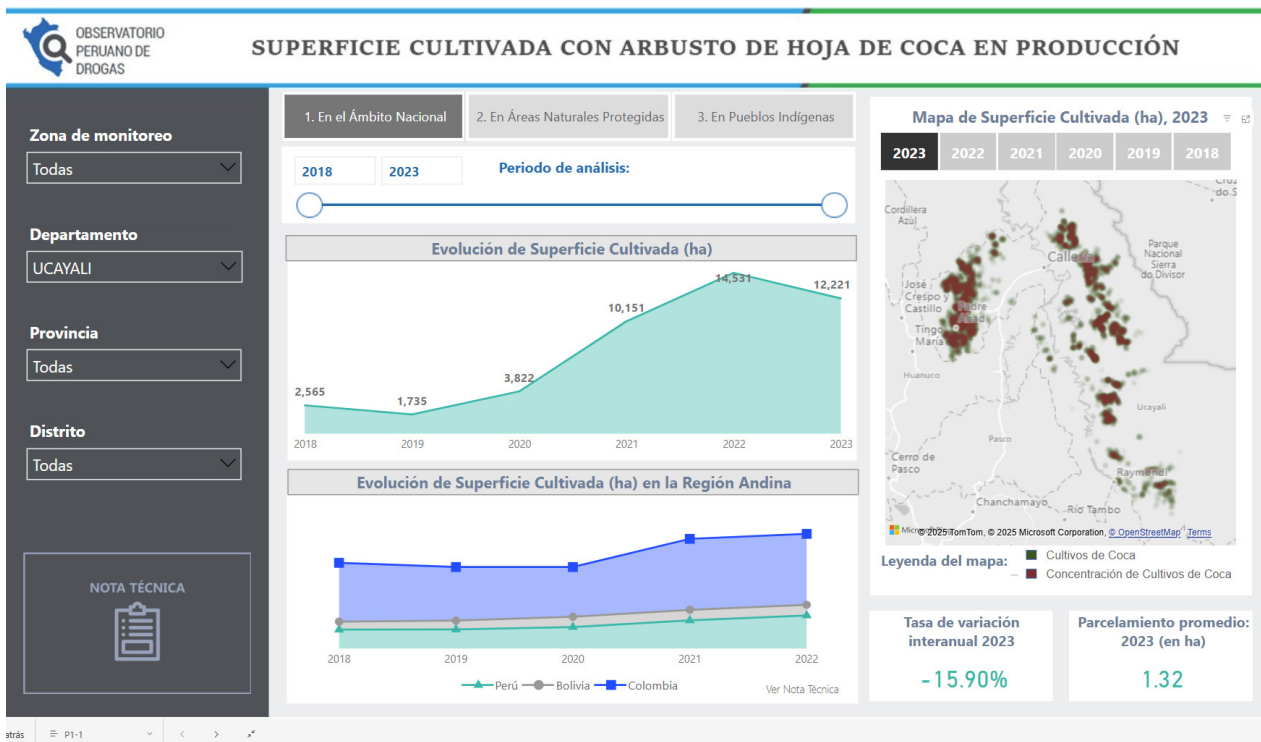 OBSERVATORIO
PERUANO DE
DROGAS
SUPERFICIE CULTIVADA CON ARBUSTO DE HOJA DE COCA EN PRODUCCIÓN
Zona de monitoreo
Todas
Departamento
UCAYALI
Provincia
Todas
Distrito
Todas
NOTA TÉCNICA
1. En el Ámbito Nacional
2. En Áreas Naturales Protegidas
3. En Pueblos Indígenas
2018
2023
Periodo de análisis:
Evolución de Superficie Cultivada (ha)
2,565
1,735
3,822
10,151
14,531
12,221
2018 2019 2020 2021 2022 2023
Evolución de Superficie Cultivada (ha) en la Región Andina
2018 2019 2020 2021 2022
Perú Bolivia Colombia
Ver Nota Técnica
Mapa de Superficie Cultivada (ha), 2023
2023 2022 2021 2020 2019 2018
do S
Cordillera
Azul
Parque
Nacional
Sierra
do Divisor
José
Crespo y
Castillo
Tingo
María
Huanuco
Ucayali
Pasco
Cerro de
Pasco
Raymondi
Chanchamayo
Río Tambo
© 2025 TomTom, © 2025 Microsoft Corporation, © OpenStreetMap Terms
Leyenda del mapa:
Cultivos de Coca
Concentración de Cultivos de Coca
Tasa de variación
interanual 2023
-15.90%
Parcelamiento promedio:
2023 (en ha)
1.32
atrás
P1-1